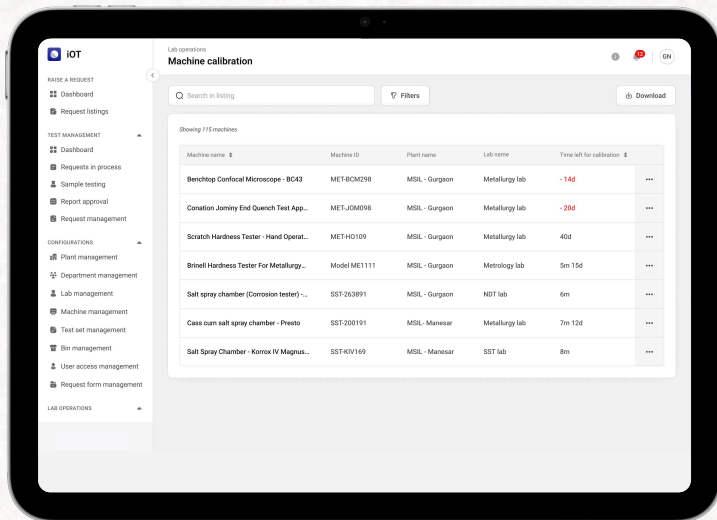 iOT
RAISE A REQUEST
Dashboard
Request listings
TEST MANAGEMENT
Dashboard
Requests in process
Sample testing
Report approval
Request management
CONFIGURATIONS
Plant management
Department management
Lab management
Machine management
Test set management
Bin management
User access management
Request form management
LAB OPERATIONS
Lab operations
Machine calibration
12
GN
Search in listing
Filters
Download
Showing 115 machines
Machine name Machine ID Plant name Lab name Time left for calibration
Benchtop Confocal Microscope - BC43 MET-BCM298 MSIL - Gurgaon Metallurgy lab - 14d
Conation Jominy End Quench Test App... MET-JOM098 MSIL - Gurgaon Metallurgy lab - 20d
Scratch Hardness Tester - Hand Operat... MET-HO109 MSIL - Gurgaon Metallurgy lab 40d
Brinell Hardness Tester For Metallurgy... Model ME1111 MSIL - Gurgaon Metrology lab 5m 15d
Salt spray chamber (Corrosion tester) -... SST-263891 MSIL - Gurgaon NDT lab 6m
Cass cum salt spray chamber - Presto SST-200191 MSIL- Manesar Metallurgy lab 7m 12d
Salt Spray Chamber - Korrox IV Magnus... SST-KIV169 MSIL - Manesar SST lab 8m